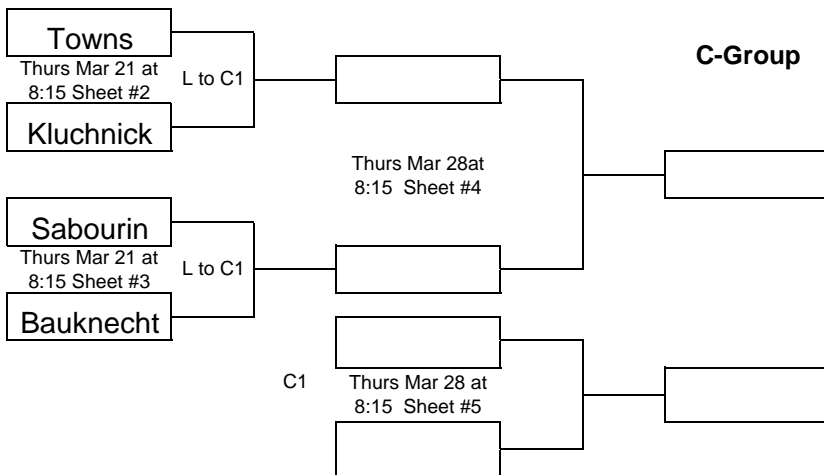 Towns
Thurs Mar 21 at
8:15 Sheet #2
L to C1
Kluchnick
C-Group
Thurs Mar 28at
8:15 Sheet #4
Sabourin
Thurs Mar 21 at
8:15 Sheet #3
L to C1
Bauknecht
C1
Thurs Mar 28 at
8:15 Sheet #5